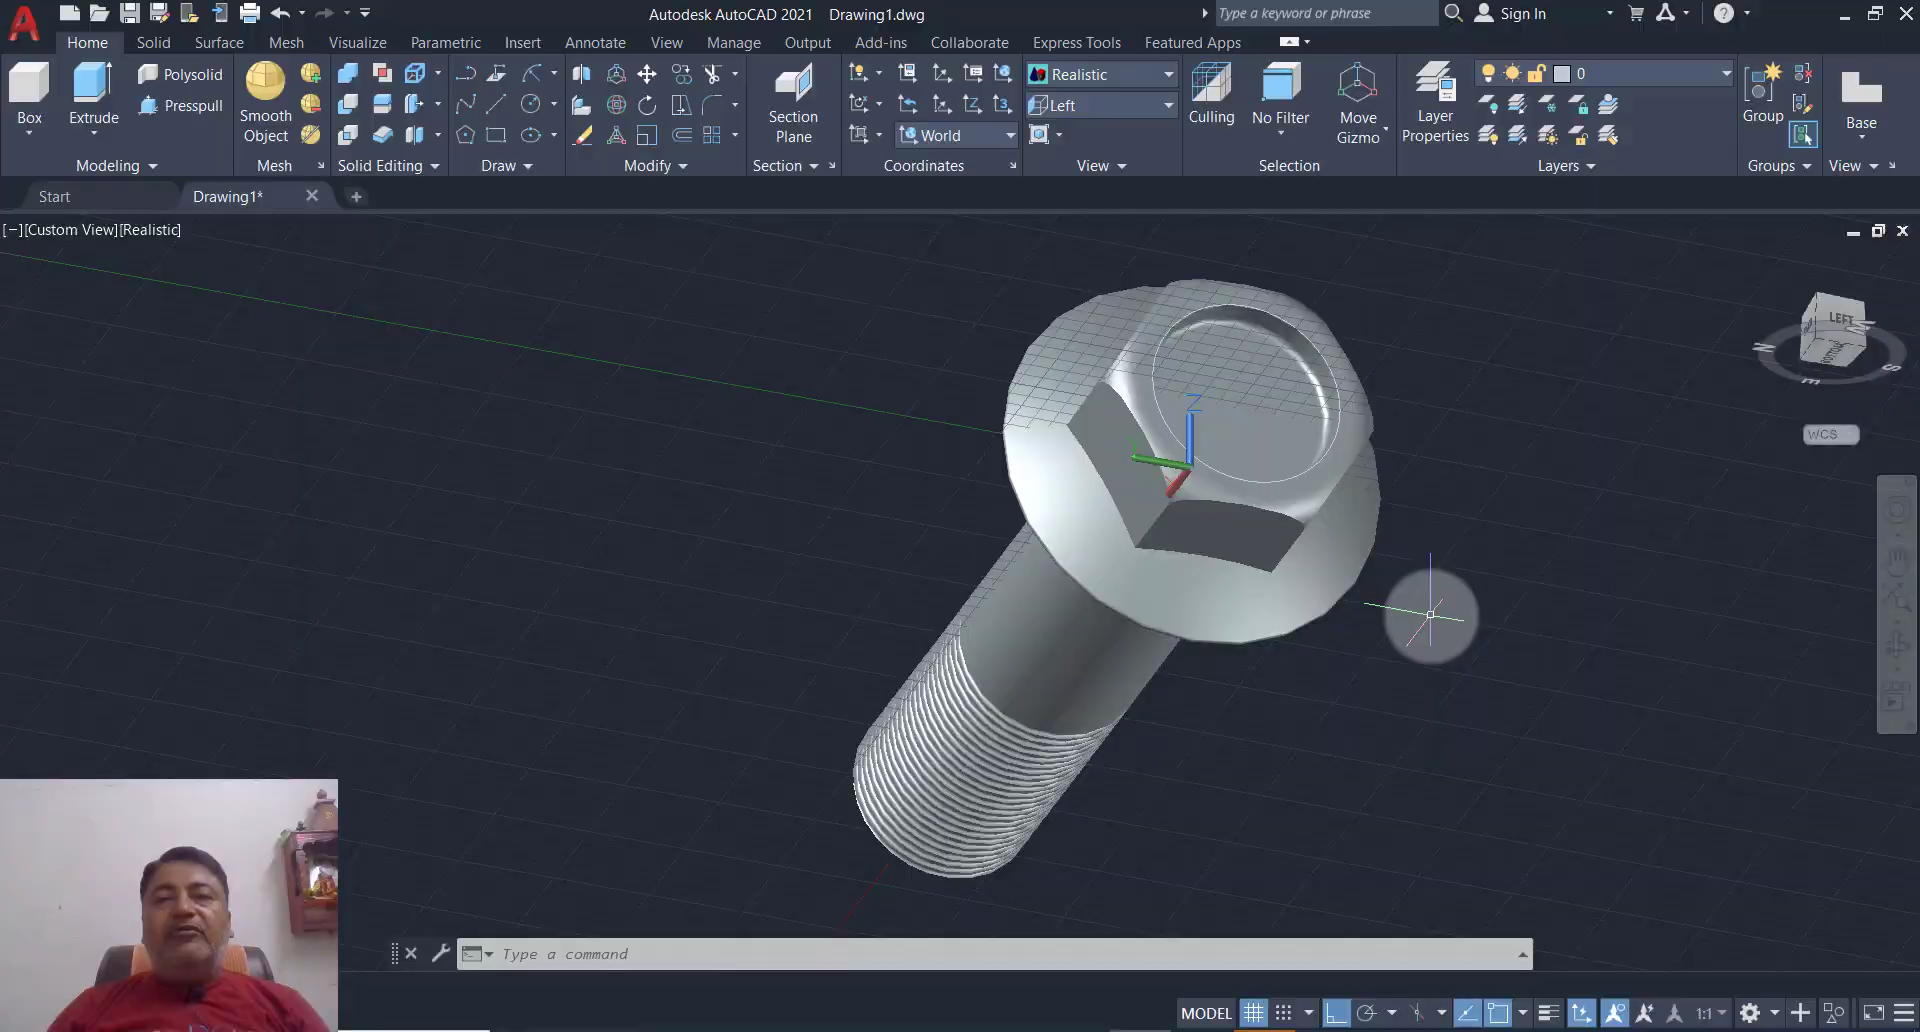 Autodesk AutoCAD 2021 Drawing1.dwg
Type a keyword or phrase
Sign In
Home Solid Surface Mesh Visualize Parametric Insert Annotate View Manage Output Add-ins Collaborate Express Tools Featured Apps
Box
Extrude
Polysolid
Presspull
Modeling
Smooth
Object
Mesh
Solid Editing
Draw
Modify
Section
Plane
Section
World
Coordinates
Realistic
Left
View
Culling
No Filter
Move
Gizmo
Selection
Layer
Properties
0
Layers
Group
Groups
Base
View
Start
Drawing1*
[−][Custom View][Realistic]
LEFT
BOTTOM
N
W
S
E
WCS
Z
Type a command
MODEL
1:1